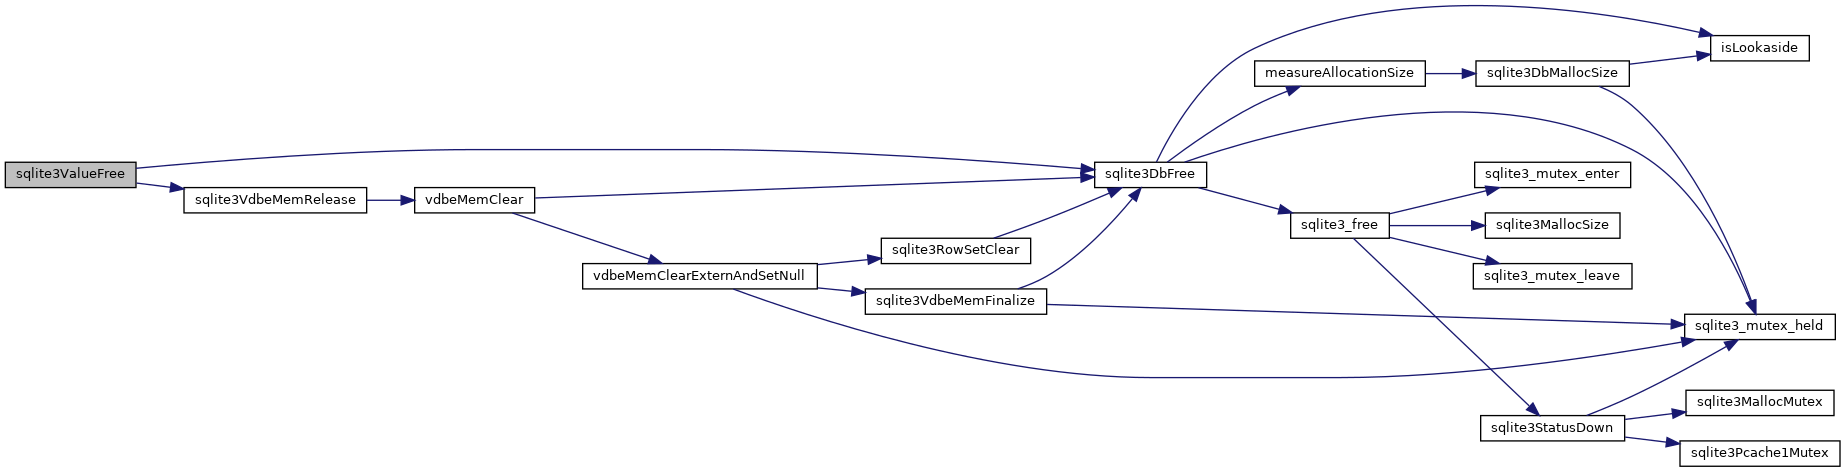 sqlite3ValueFree
sqlite3VdbeMemRelease
vdbeMemClear
vdbeMemClearExternAndSetNull
sqlite3RowSetClear
sqlite3VdbeMemFinalize
sqlite3DbFree
measureAllocationSize
sqlite3_free
sqlite3DbMallocSize
sqlite3_mutex_enter
sqlite3MallocSize
sqlite3_mutex_leave
sqlite3StatusDown
isLookaside
sqlite3_mutex_held
sqlite3MallocMutex
sqlite3Pcache1Mutex